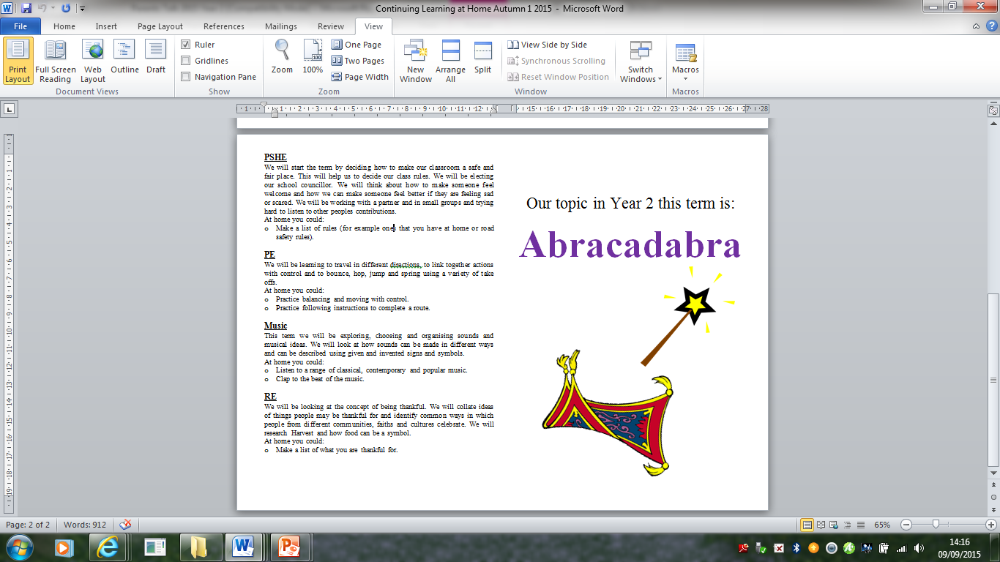 Continuing Learning at Home Autumn 1 2015 - Microsoft Word
File Home Insert Page Layout References Mailings Review View
Print Layout
Full Screen Reading
Web Layout
Outline
Draft
Document Views
Ruler
Gridlines
Navigation Pane
Show
Zoom
100%
One Page
Two Pages
Page Width
Zoom
New Window
Arrange All
Split
View Side by Side
Synchronous Scrolling
Reset Window Position
Window
Switch Windows
Macros
Macros
PSHE
We will start the term by deciding how to make our classroom a safe and
fair place. This will help us to decide our class rules. We will be electing
our school councillor. We will think about how to make someone feel
welcome and how we can make someone feel better if they are feeling sad
or scared. We will be working with a partner and in small groups and trying
hard to listen to other peoples contributions.
At home you could:
o Make a list of rules (for example ones that you have at home or road
safety rules).
PE
We will be learning to travel in different directions, to link together actions
with control and to bounce, hop, jump and spring using a variety of take
offs.
At home you could:
o Practice balancing and moving with control.
o Practice following instructions to complete a route.
Music
This term we will be exploring, choosing and organising sounds and
musical ideas. We will look at how sounds can be made in different ways
and can be described using given and invented signs and symbols.
At home you could:
o Listen to a range of classical, contemporary and popular music.
o Clap to the beat of the music.
RE
We will be looking at the concept of being thankful. We will collate ideas
of things people may be thankful for and identify common ways in which
people from different communities, faiths and cultures celebrate. We will
research Harvest and how food can be a symbol.
At home you could:
o Make a list of what you are thankful for.
Our topic in Year 2 this term is:
Abracadabra
Page: 2 of 2 Words: 912
65%
14:16
09/09/2015